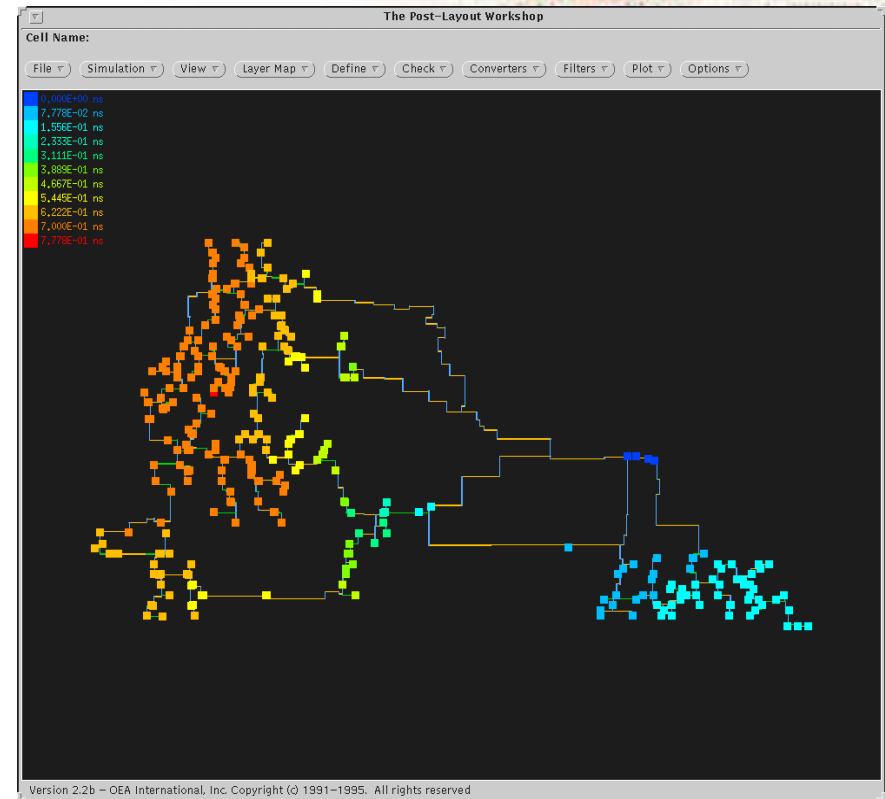 The Post-Layout Workshop
Cell Name:
File Simulation View Layer Map Define Check Converters Filters Plot Options
0.000E+00 ns
7.778E-02 ns
1.556E-01 ns
2.333E-01 ns
3.111E-01 ns
3.889E-01 ns
4.667E-01 ns
5.445E-01 ns
6.222E-01 ns
7.000E-01 ns
7.778E-01 ns
Version 2.2b – OEA International, Inc. Copyright (c) 1991–1995. All rights reserved